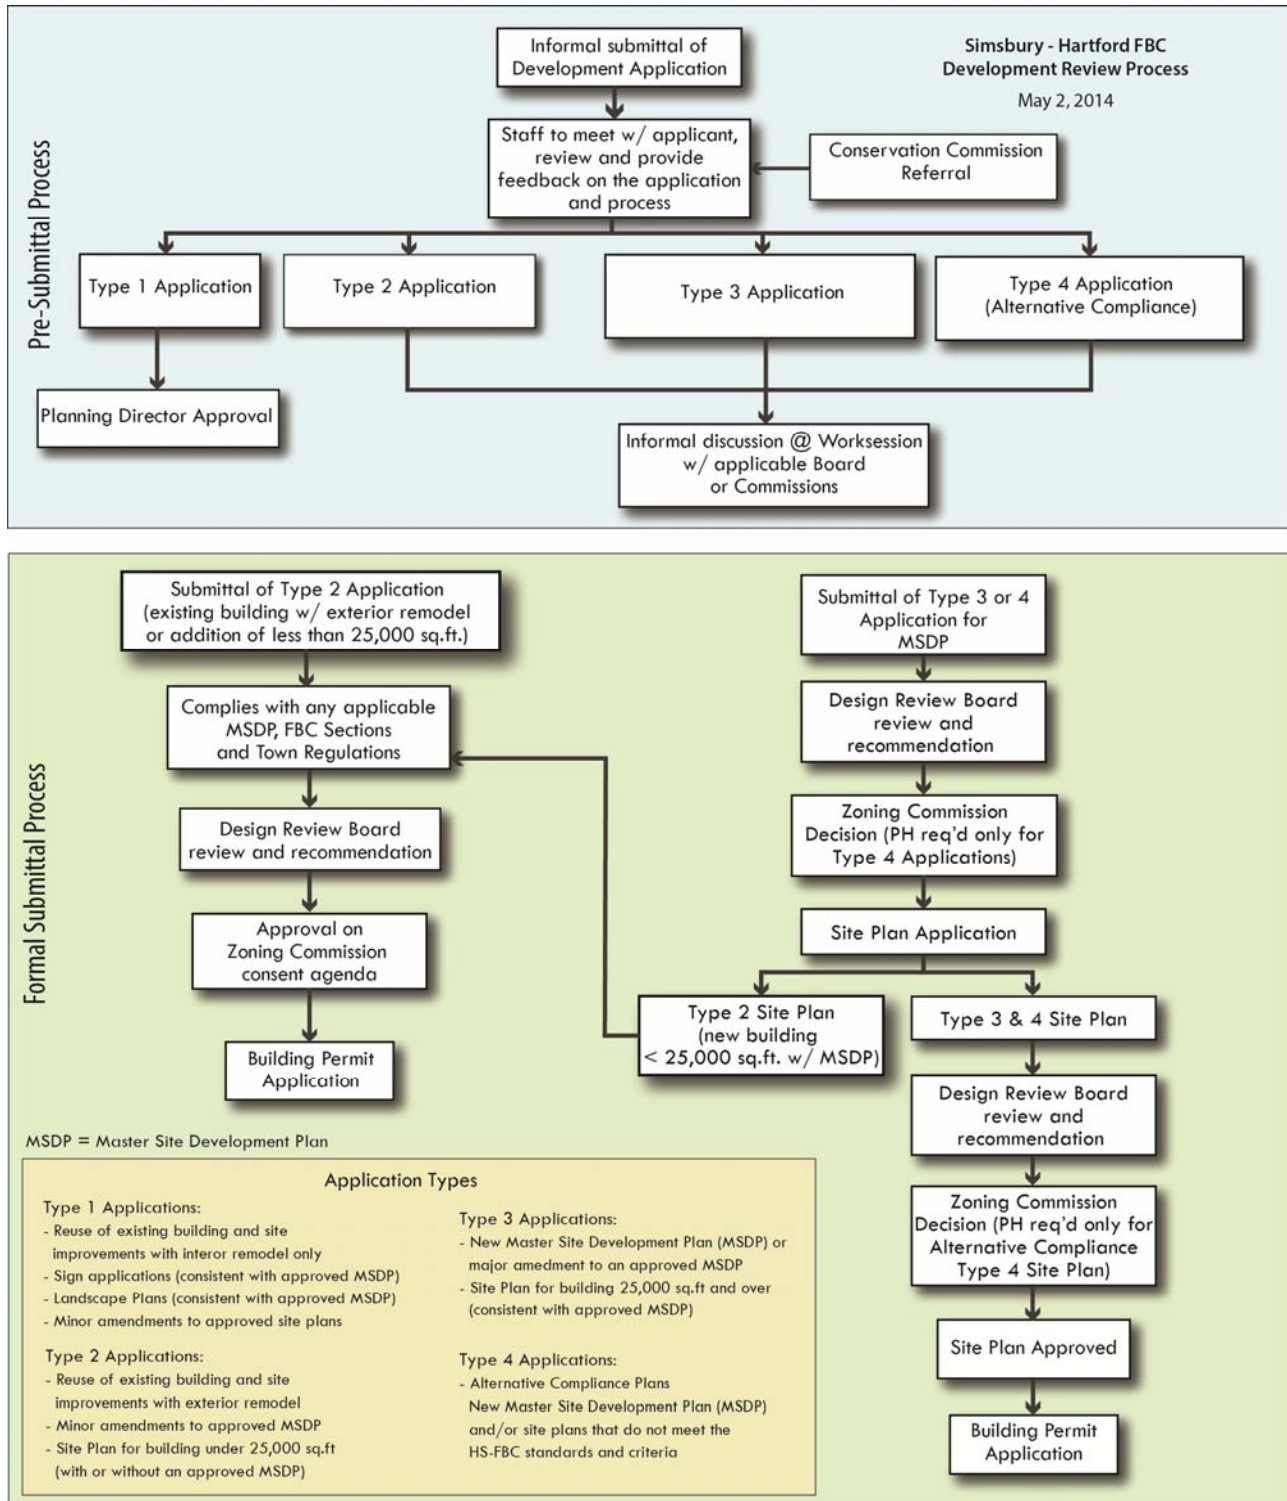 Simsbury - Hartford FBC
Development Review Process
May 2, 2014
Pre-Submittal Process
Informal submittal of
Development Application
Staff to meet w/ applicant,
review and provide
feedback on the application
and process
Conservation Commission
Referral
Type 1 Application
Type 2 Application
Type 3 Application
Type 4 Application
(Alternative Compliance)
Planning Director Approval
Informal discussion @ Worksession
w/ applicable Board
or Commissions
Formal Submittal Process
Submittal of Type 2 Application
(existing building w/ exterior remodel
or addition of less than 25,000 sq.ft.)
Complies with any applicable
MSDP, FBC Sections
and Town Regulations
Design Review Board
review and recommendation
Approval on
Zoning Commission
consent agenda
Building Permit
Application
Submittal of Type 3 or 4
Application for
MSDP
Design Review Board
review and
recommendation
Zoning Commission
Decision (PH req'd only for
Type 4 Applications)
Site Plan Application
Type 2 Site Plan
(new building
< 25,000 sq.ft. w/ MSDP)
Type 3 & 4 Site Plan
Design Review Board
review and
recommendation
Zoning Commission
Decision (PH req'd only for
Alternative Compliance
Type 4 Site Plan)
Site Plan Approved
Building Permit
Application
MSDP = Master Site Development Plan
Application Types
Type 1 Applications:
- Reuse of existing building and site
improvements with interor remodel only
- Sign applications (consistent with approved MSDP)
- Landscape Plans (consistent with approved MSDP)
- Minor amendments to approved site plans
Type 2 Applications:
- Reuse of existing building and site
improvements with exterior remodel
- Minor amendments to approved MSDP
- Site Plan for building under 25,000 sq.ft
(with or without an approved MSDP)
Type 3 Applications:
- New Master Site Development Plan (MSDP) or
major amedment to an approved MSDP
- Site Plan for building 25,000 sq.ft and over
(consistent with approved MSDP)
Type 4 Applications:
- Alternative Compliance Plans
New Master Site Development Plan (MSDP)
and/or site plans that do not meet the
HS-FBC standards and criteria